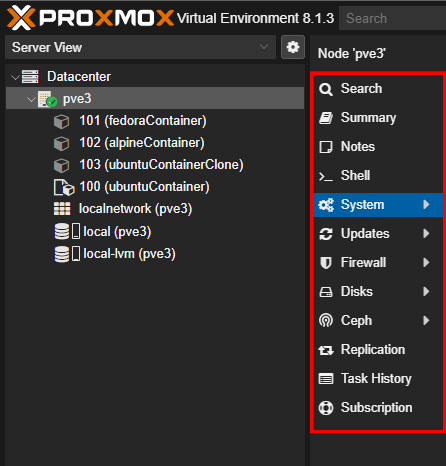 PROXMOX Virtual Environment 8.1.3 Search
Server View
Datacenter
pve3
101 (fedoraContainer)
102 (alpineContainer)
103 (ubuntuContainerClone)
100 (ubuntuContainer)
localnetwork (pve3)
local (pve3)
local-lvm (pve3)
Node 'pve3'
Search
Summary
Notes
Shell
System
Updates
Firewall
Disks
Ceph
Replication
Task History
Subscription